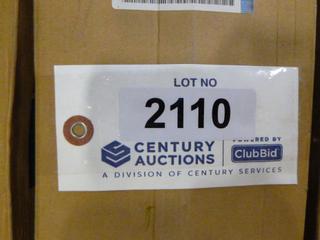 LOT NO
2110
CENTURY AUCTIONS
POWERED BY
ClubBid
A DIVISION OF CENTURY SERVICES